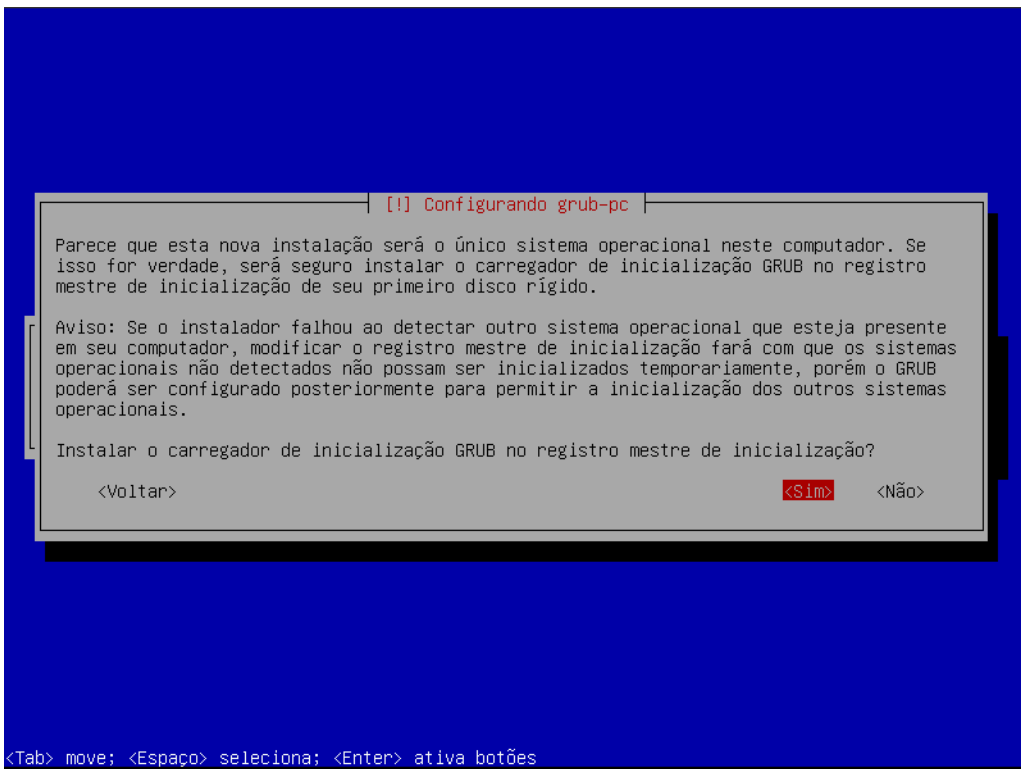 [!] Configurando grub-pc
Parece que esta nova instalação será o único sistema operacional neste computador. Se
isso for verdade, será seguro instalar o carregador de inicialização GRUB no registro
mestre de inicialização de seu primeiro disco rígido.
Aviso: Se o instalador falhou ao detectar outro sistema operacional que esteja presente
em seu computador, modificar o registro mestre de inicialização fará com que os sistemas
operacionais não detectados não possam ser inicializados temporariamente, porém o GRUB
poderá ser configurado posteriormente para permitir a inicialização dos outros sistemas
operacionais.
Instalar o carregador de inicialização GRUB no registro mestre de inicialização?
<Voltar> <Sim> <Não>
<Tab> move; <Espaço> seleciona; <Enter> ativa botões